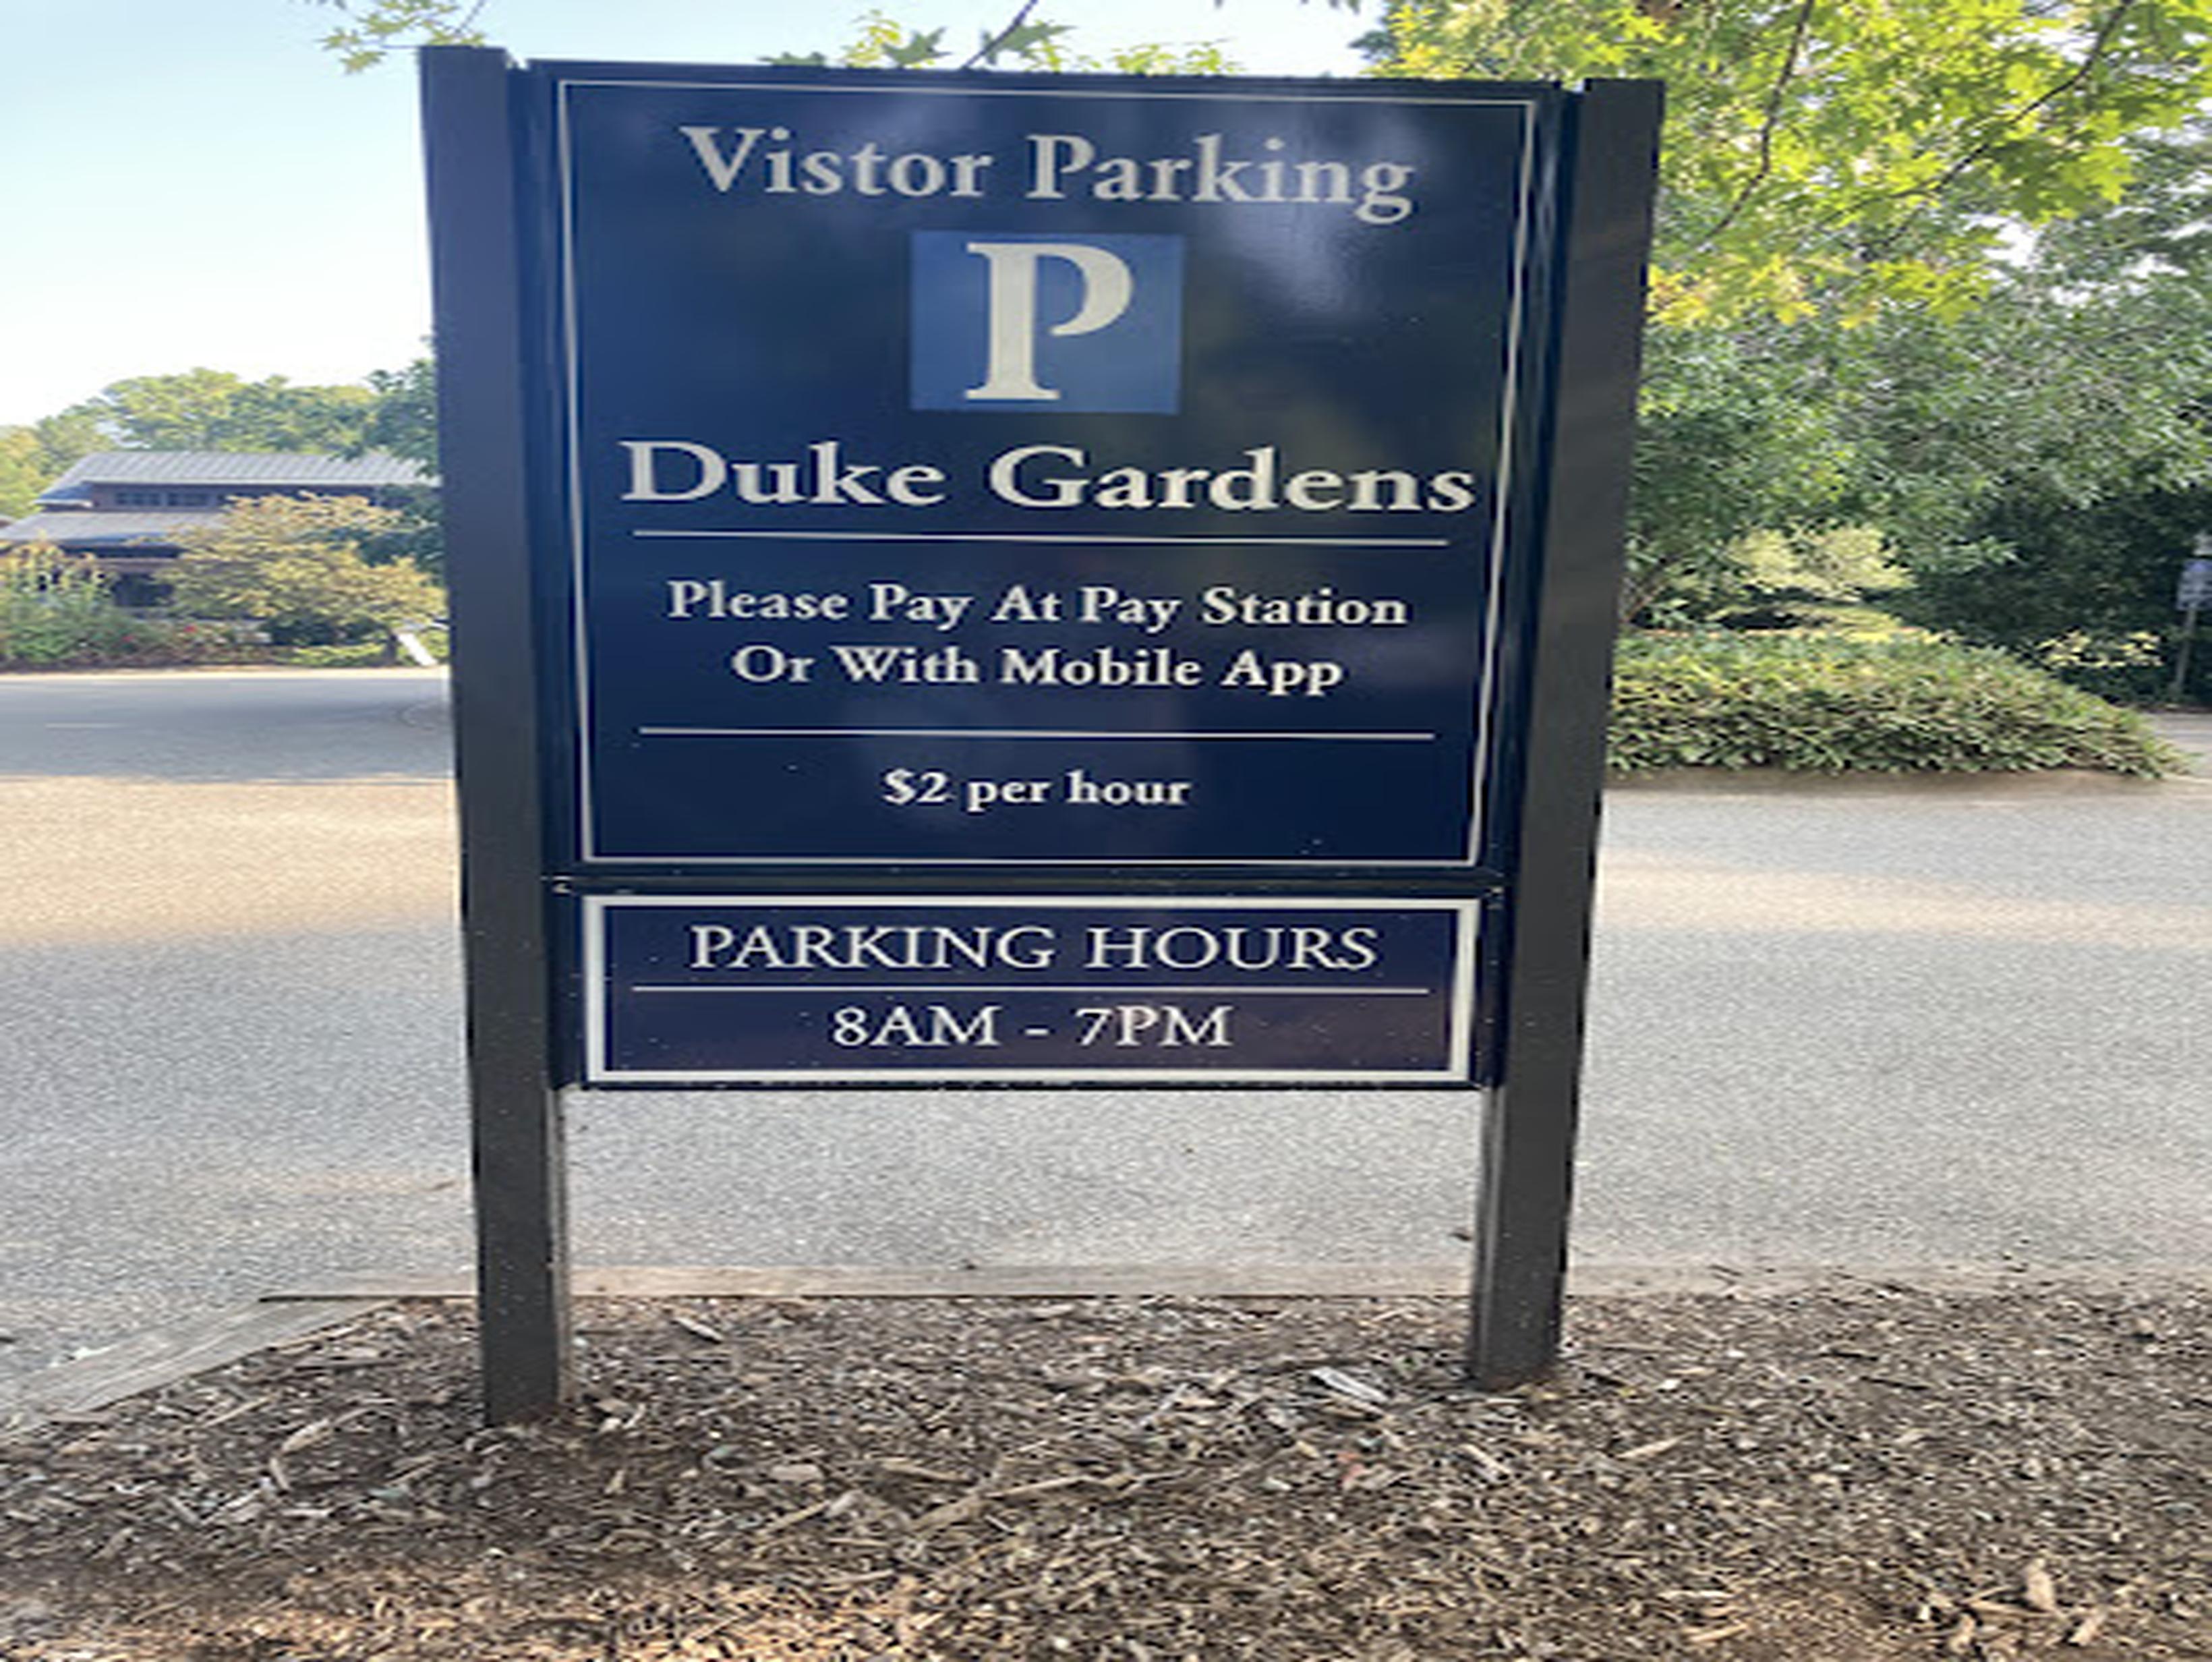 Vistor Parking
P
Duke Gardens
Please Pay At Pay Station
Or With Mobile App
$2 per hour
PARKING HOURS
8AM - 7PM